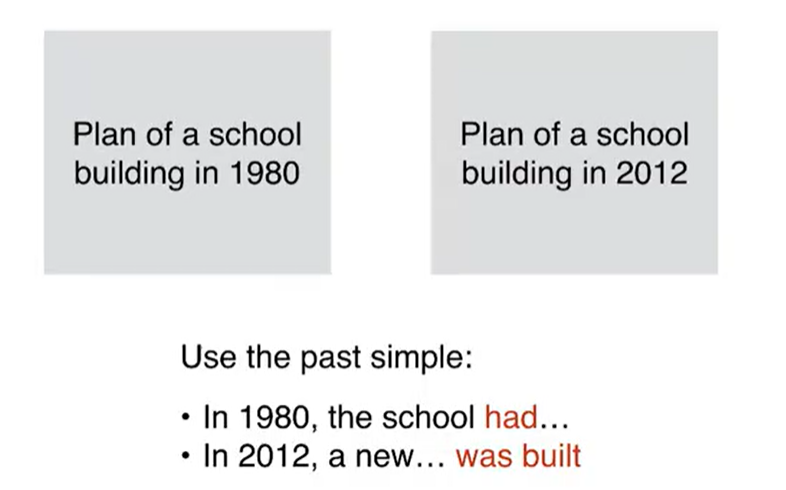 Plan of a school
building in 1980
Plan of a school
building in 2012
Use the past simple:
• In 1980, the school had…
• In 2012, a new… was built